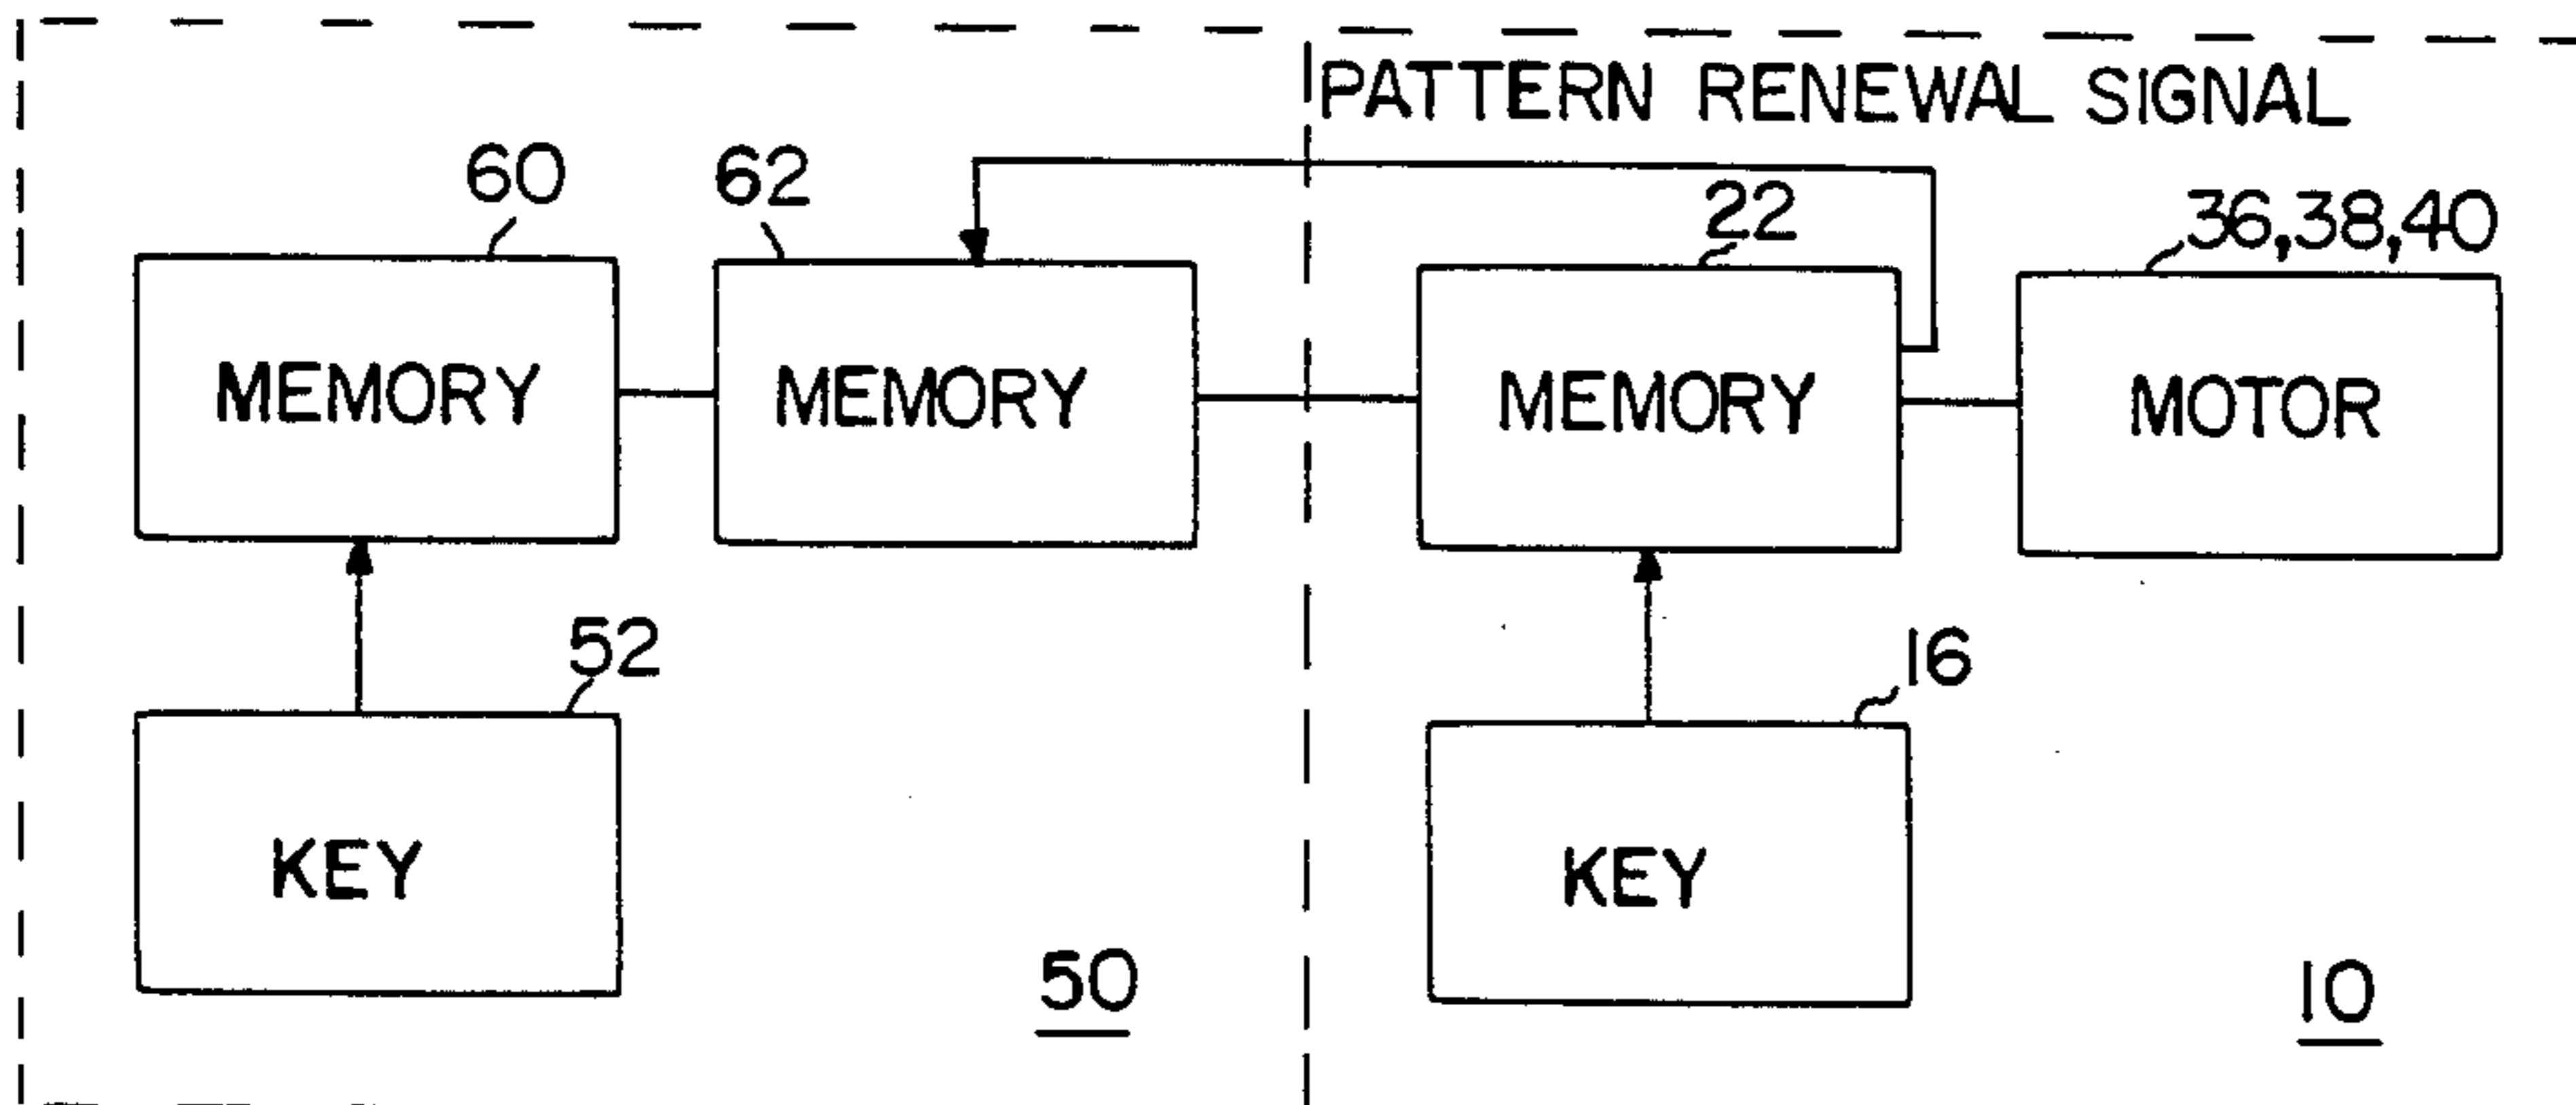 PATTERN RENEWAL SIGNAL
60
62
22
36,38,40
MEMORY
MEMORY
MEMORY
MOTOR
52
16
KEY
KEY
50
10